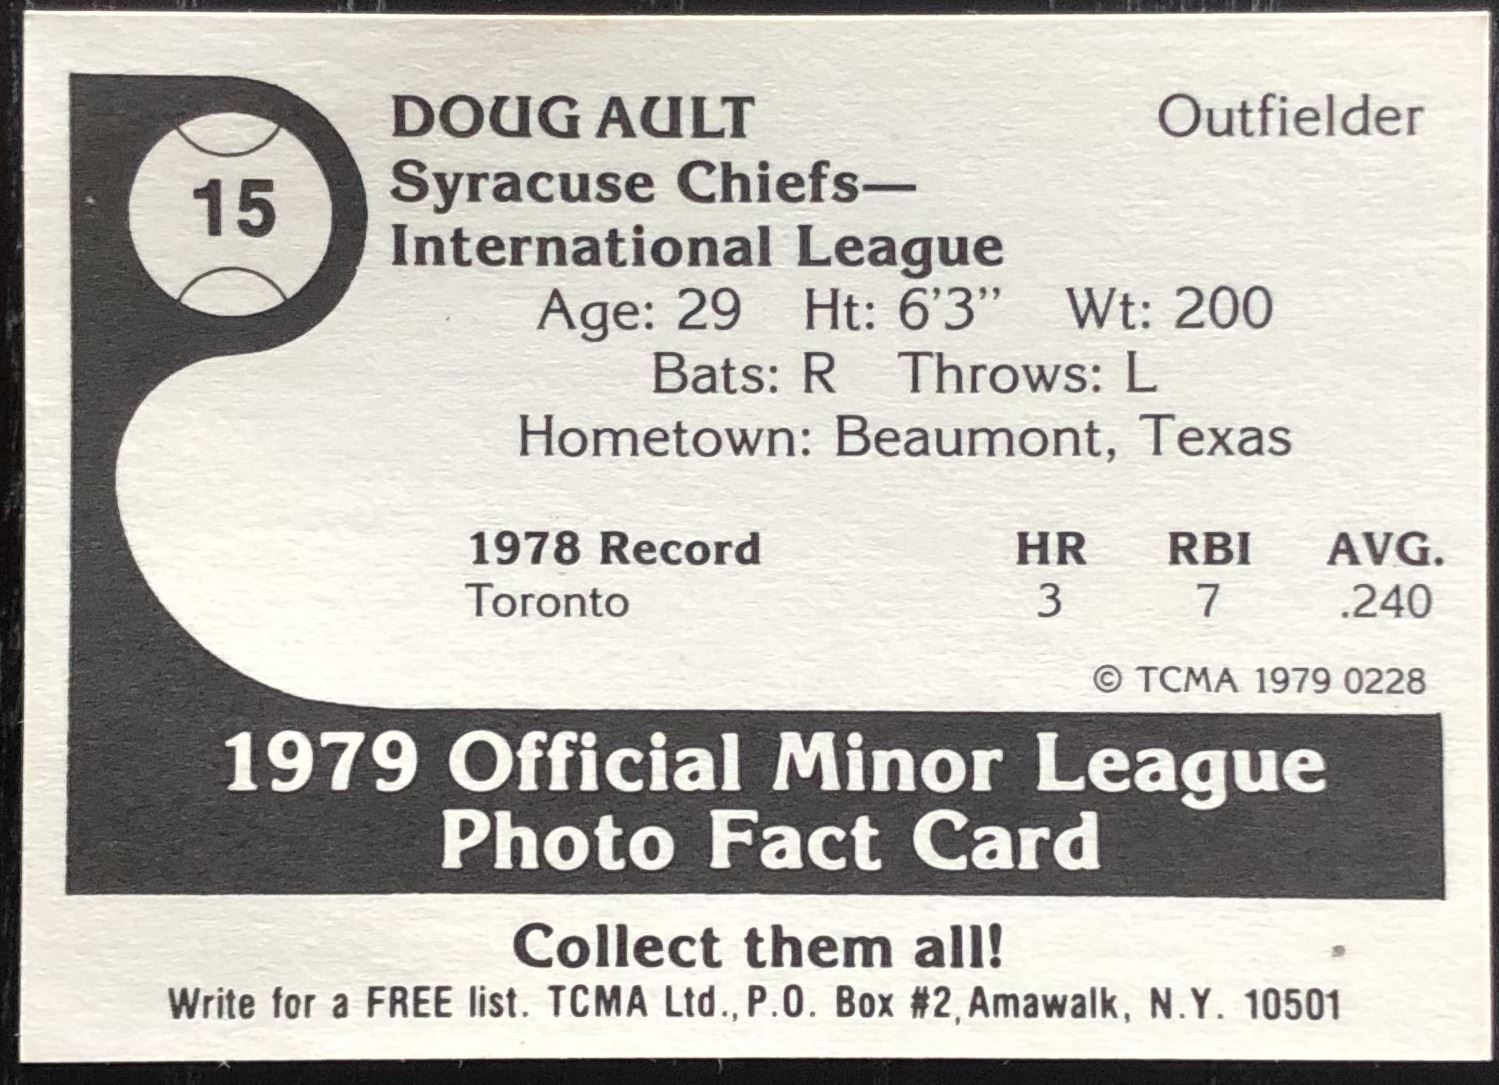 15
DOUG AULT Outfielder
Syracuse Chiefs—
International League
Age: 29 Ht: 6'3" Wt: 200
Bats: R Throws: L
Hometown: Beaumont, Texas
1978 Record HR RBI AVG.
Toronto 3 7 .240
© TCMA 1979 0228
1979 Official Minor League
Photo Fact Card
Collect them all!
Write for a FREE list. TCMA Ltd., P.O. Box #2, Amawalk, N.Y. 10501